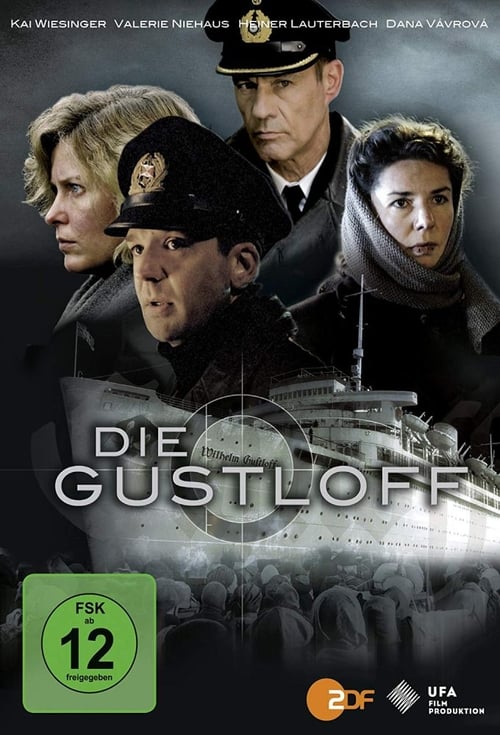 KAI WIESINGER VALERIE NIEHAUS HEINER LAUTERBACH DANA VÁVROVÁ
Wilhelm Gustloff
DIE
GUSTLOFF
FSK
ab
12
freigegeben
ZDF
UFA
FILM
PRODUKTION